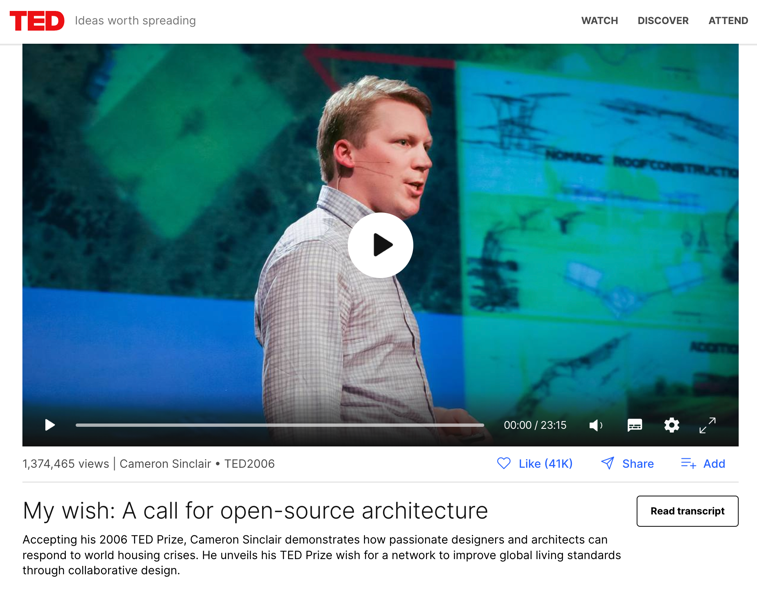 TED Ideas worth spreading WATCH DISCOVER ATTEND
NOMADIC ROOFCONSTRUCTIO
ADDITIO
00:00 / 23:15
1,374,465 views | Cameron Sinclair • TED2006 Like (41K) Share Add
My wish: A call for open-source architecture Read transcript
Accepting his 2006 TED Prize, Cameron Sinclair demonstrates how passionate designers and architects can
respond to world housing crises. He unveils his TED Prize wish for a network to improve global living standards
through collaborative design.